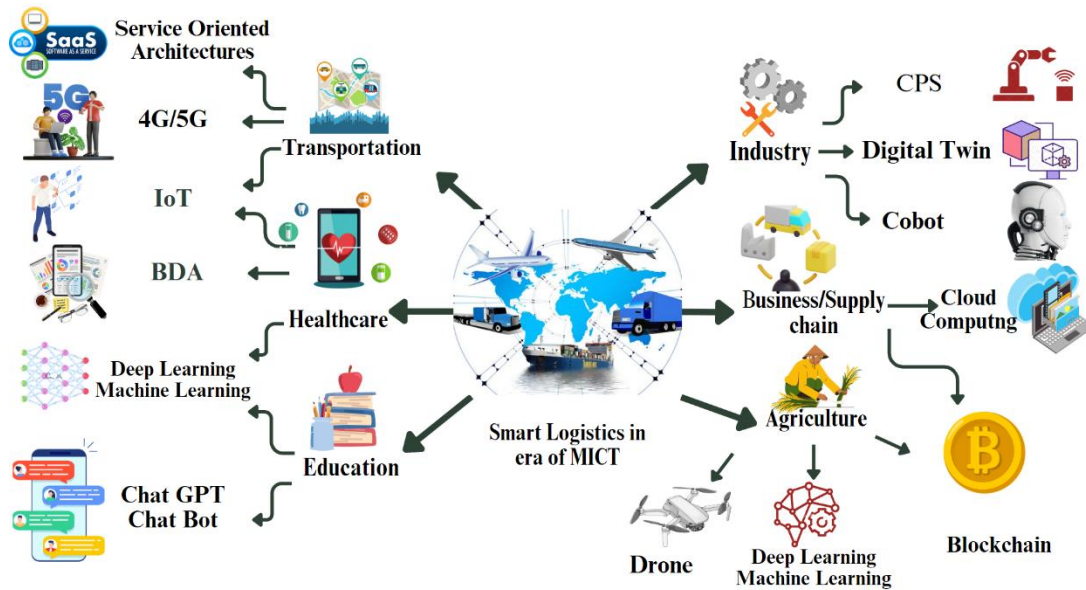 SaaS
SOFTWARE AS A SERVICE
Service Oriented
Architectures
5G
4G/5G
Transportation
IoT
BDA
Healthcare
Deep Learning
Machine Learning
Education
Chat GPT
Chat Bot
Smart Logistics in
era of MICT
Industry
CPS
Digital Twin
Cobot
Business/Supply
chain
Cloud
Computng
Agriculture
Drone
Deep Learning
Machine Learning
Blockchain